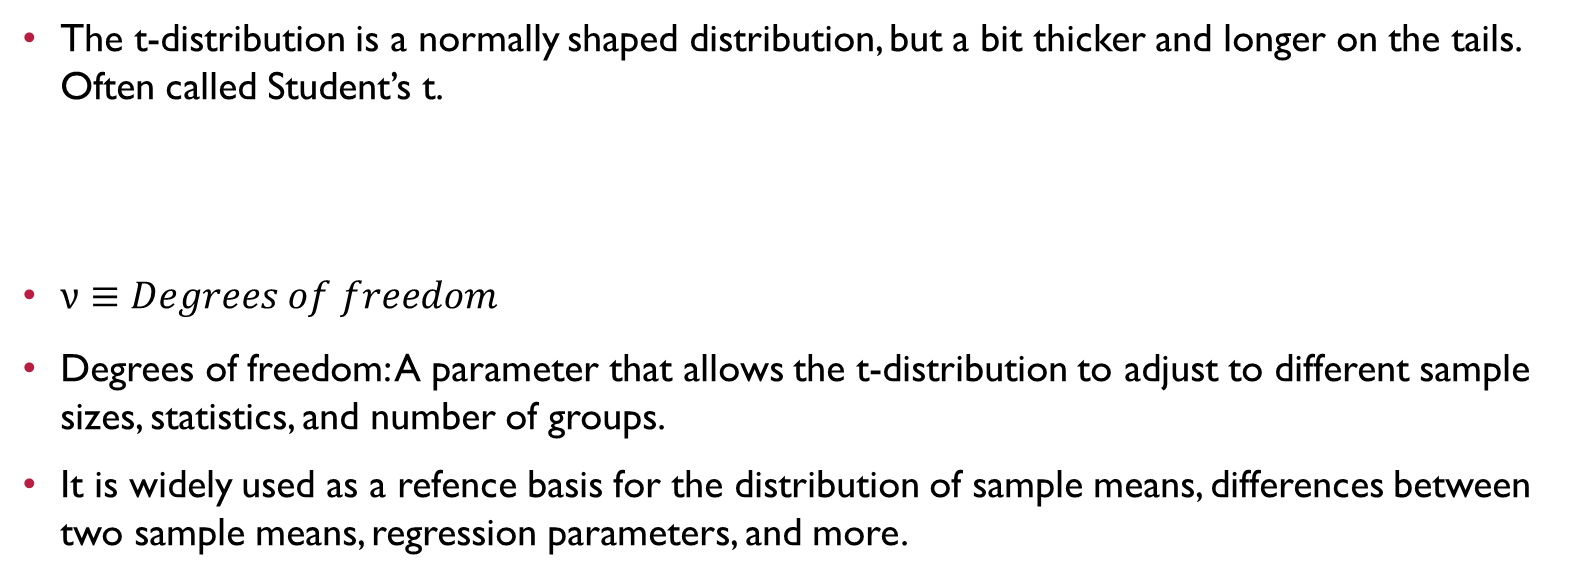 • The t-distribution is a normally shaped distribution, but a bit thicker and longer on the tails.
Often called Student’s t.
• ν ≡ Degrees of freedom
• Degrees of freedom: A parameter that allows the t-distribution to adjust to different sample
sizes, statistics, and number of groups.
• It is widely used as a refence basis for the distribution of sample means, differences between
two sample means, regression parameters, and more.